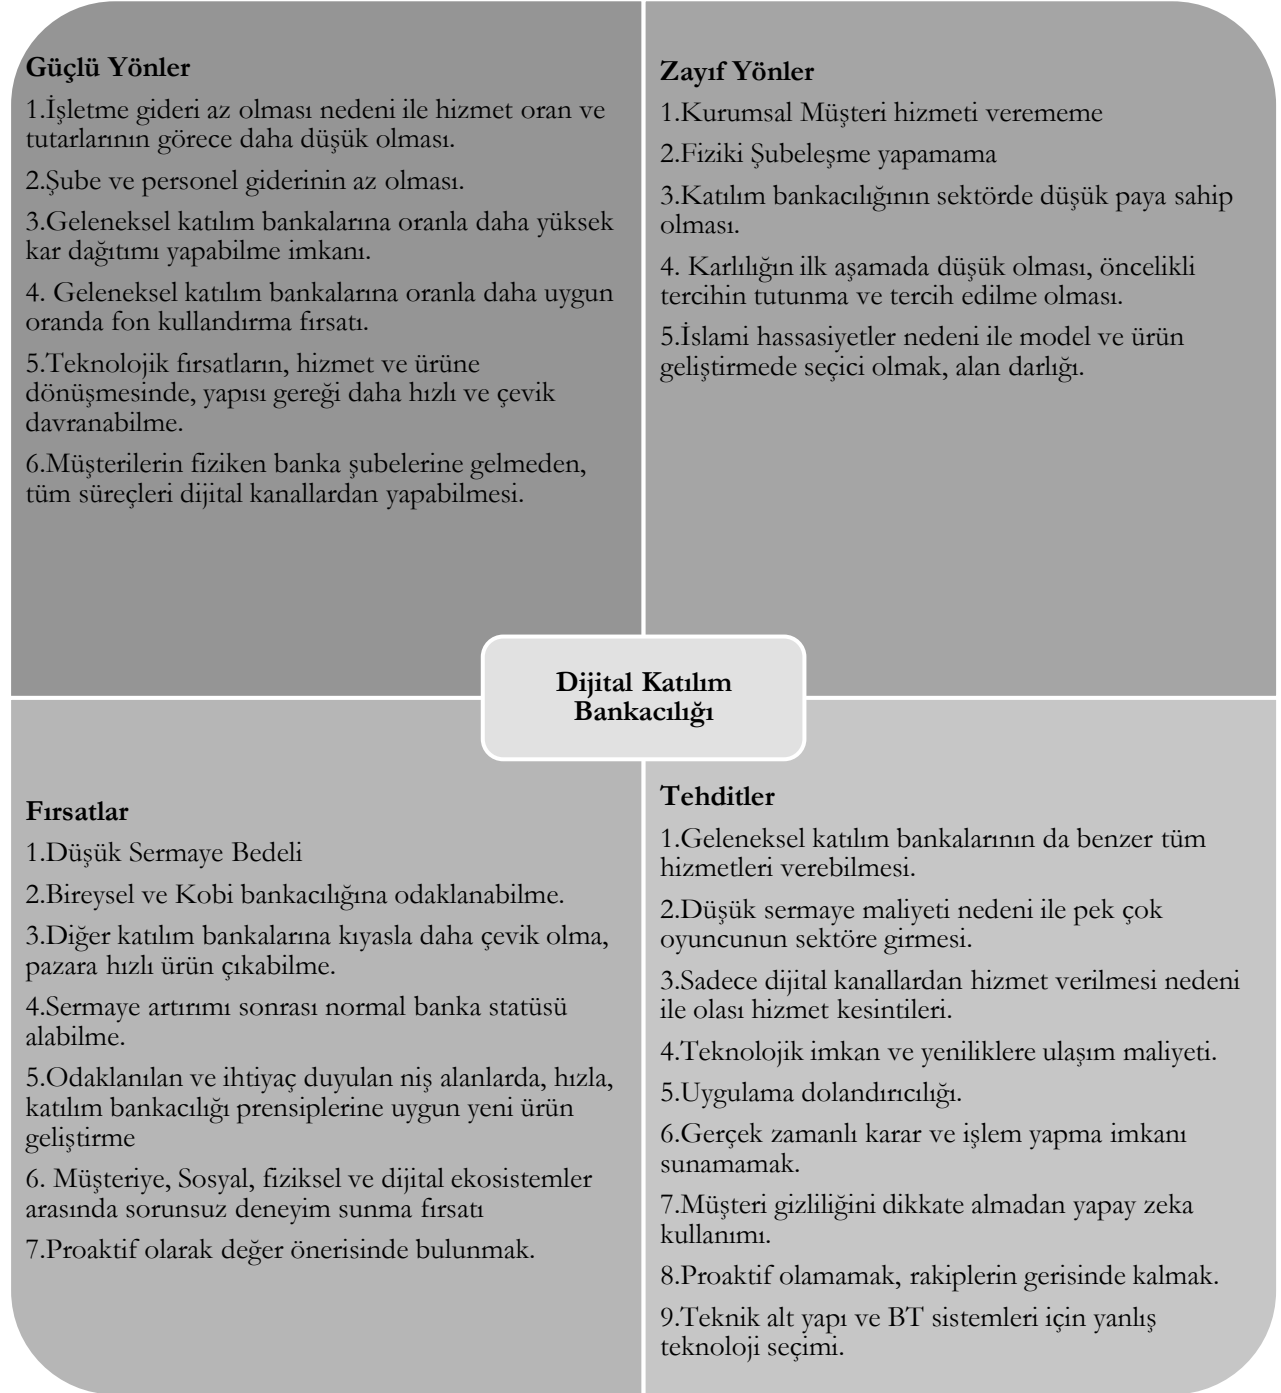 Güçlü Yönler
1.İşletme gideri az olması nedeni ile hizmet oran ve
tutarlarının görece daha düşük olması.
2.Şube ve personel giderinin az olması.
3.Geleneksel katılım bankalarına oranla daha yüksek
kar dağıtımı yapabilme imkanı.
4. Geleneksel katılım bankalarına oranla daha uygun
oranda fon kullandırma fırsatı.
5.Teknolojik fırsatların, hizmet ve ürüne
dönüşmesinde, yapısı gereği daha hızlı ve çevik
davranabilme.
6.Müşterilerin fiziken banka şubelerine gelmeden,
tüm süreçleri dijital kanallardan yapabilmesi.
Zayıf Yönler
1.Kurumsal Müşteri hizmeti verememe
2.Fiziki Şubeleşme yapamama
3.Katılım bankacılığının sektörde düşük paya sahip
olması.
4. Karlılığın ilk aşamada düşük olması, öncelikli
tercihin tutunma ve tercih edilme olması.
5.İslami hassasiyetler nedeni ile model ve ürün
geliştirmede seçici olmak, alan darlığı.
Dijital Katılım
Bankacılığı
Fırsatlar
1.Düşük Sermaye Bedeli
2.Bireysel ve Kobi bankacılığına odaklanabilme.
3.Diğer katılım bankalarına kıyasla daha çevik olma,
pazara hızlı ürün çıkabilme.
4.Sermaye artırımı sonrası normal banka statüsü
alabilme.
5.Odaklanılan ve ihtiyaç duyulan niş alanlarda, hızla,
katılım bankacılığı prensiplerine uygun yeni ürün
geliştirme
6. Müşteriye, Sosyal, fiziksel ve dijital ekosistemler
arasında sorunsuz deneyim sunma fırsatı
7.Proaktif olarak değer önerisinde bulunmak.
Tehditler
1.Geleneksel katılım bankalarının da benzer tüm
hizmetleri verebilmesi.
2.Düşük sermaye maliyeti nedeni ile pek çok
oyuncunun sektöre girmesi.
3.Sadece dijital kanallardan hizmet verilmesi nedeni
ile olası hizmet kesintileri.
4.Teknolojik imkan ve yeniliklere ulaşım maliyeti.
5.Uygulama dolandırıcılığı.
6.Gerçek zamanlı karar ve işlem yapma imkanı
sunamamak.
7.Müşteri gizliliğini dikkate almadan yapay zeka
kullanımı.
8.Proaktif olamamak, rakiplerin gerisinde kalmak.
9.Teknik alt yapı ve BT sistemleri için yanlış
teknoloji seçimi.